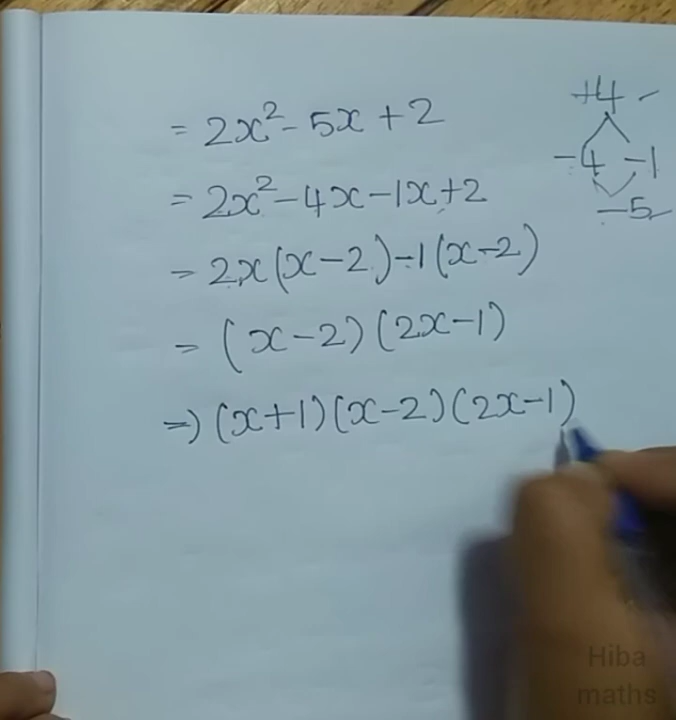 = 2x² - 5x + 2
= 2x² - 4x - 1x + 2
= 2x(x-2) -1(x-2)
= (x-2)(2x-1)
⇒ (x+1)(x-2)(2x-1)
+4
-4 -1
-5
Hiba
maths